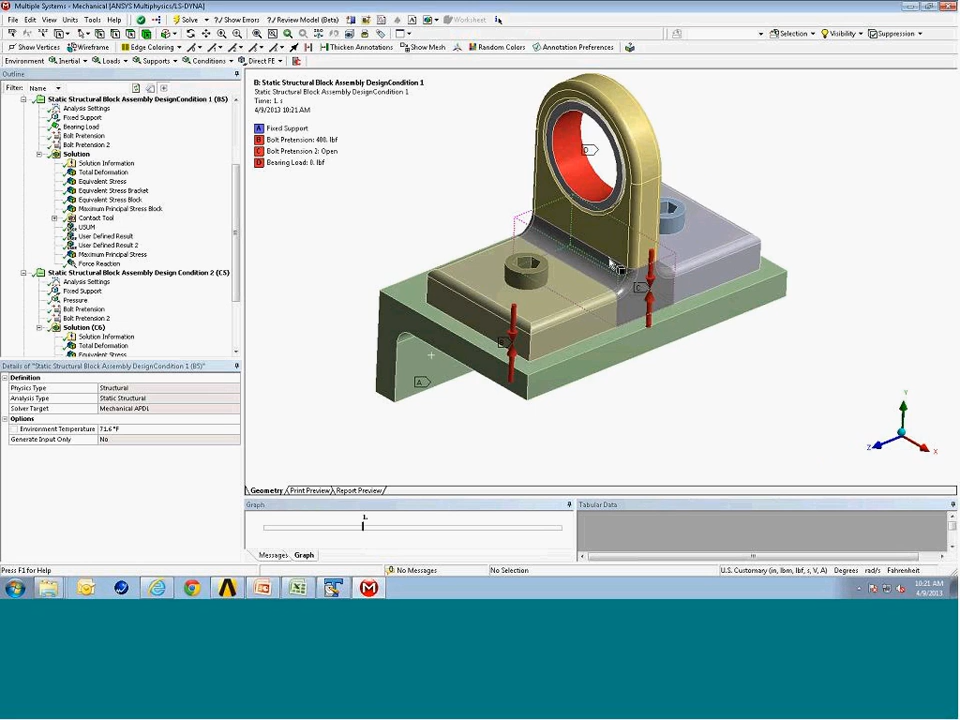 Multiple Systems - Mechanical [ANSYS Multiphysics/LS-DYNA]
File Edit View Units Tools Help Solve ?/ Show Errors ?/ Review Model (Beta) Worksheet
Selection Visibility Suppression
Show Vertices Wireframe Edge Coloring Thicken Annotations Show Mesh Random Colors Annotation Preferences
Environment Inertial Loads Supports Conditions Direct FE
Outline
Filter: Name
Static Structural Block Assembly DesignCondition 1 (B5)
Analysis Settings
Fixed Support
Bearing Load
Bolt Pretension
Bolt Pretension 2
Solution
Solution Information
Total Deformation
Equivalent Stress
Equivalent Stress Bracket
Equivalent Stress Block
Maximum Principal Stress Block
Contact Tool
USUM
User Defined Result
User Defined Result 2
Maximum Principal Stress
Force Reaction
Static Structural Block Assembly Design Condition 2 (C5)
Analysis Settings
Fixed Support
Pressure
Bolt Pretension
Bolt Pretension 2
Solution (C6)
Solution Information
Total Deformation
Equivalent Stress
Details of "Static Structural Block Assembly DesignCondition 1 (B5)"
Definition
Physics Type Structural
Analysis Type Static Structural
Solver Target Mechanical APDL
Options
Environment Temperature 71.6 °F
Generate Input Only No
B: Static Structural Block Assembly DesignCondition 1
Static Structural Block Assembly DesignCondition 1
Time: 1. s
4/9/2013 10:21 AM
A Fixed Support
B Bolt Pretension: 400. lbf
C Bolt Pretension 2: Open
D Bearing Load: 0. lbf
D
C
B
A
Y
Z
X
Geometry Print Preview Report Preview
Graph
1.
Messages Graph
Tabular Data
Press F1 for Help
No Messages
No Selection
U.S. Customary (in, lbm, lbf, s, V, A) Degrees rad/s Fahrenheit
10:21 AM
4/9/2013